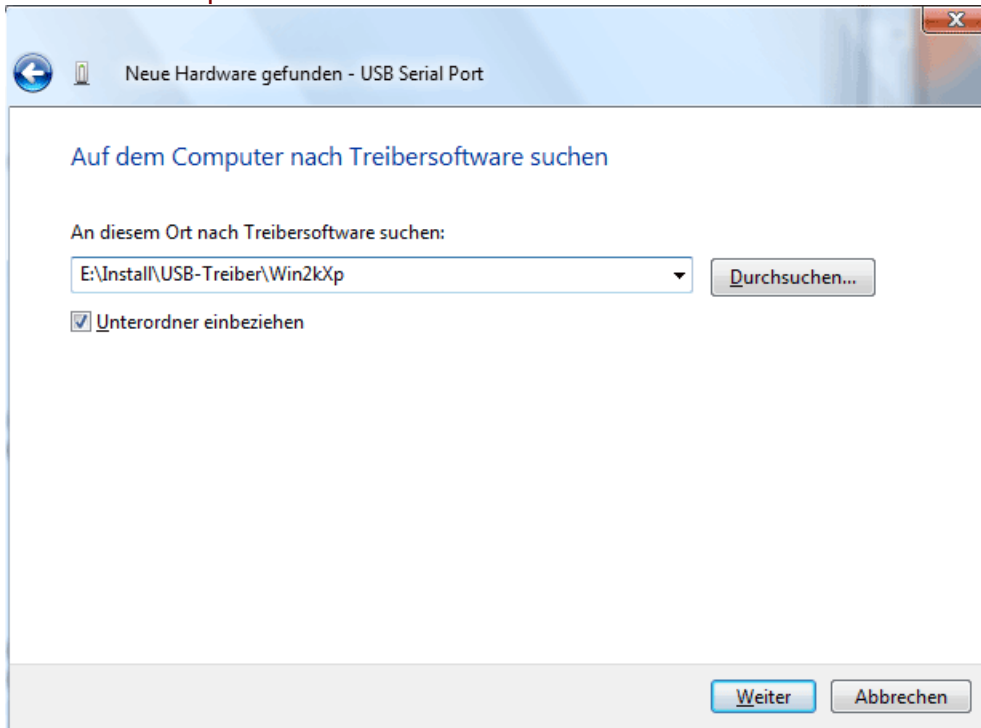 Neue Hardware gefunden - USB Serial Port
Auf dem Computer nach Treibersoftware suchen
An diesem Ort nach Treibersoftware suchen:
E:\Install\USB-Treiber\Win2kXp
Durchsuchen...
Unterordner einbeziehen
Weiter
Abbrechen